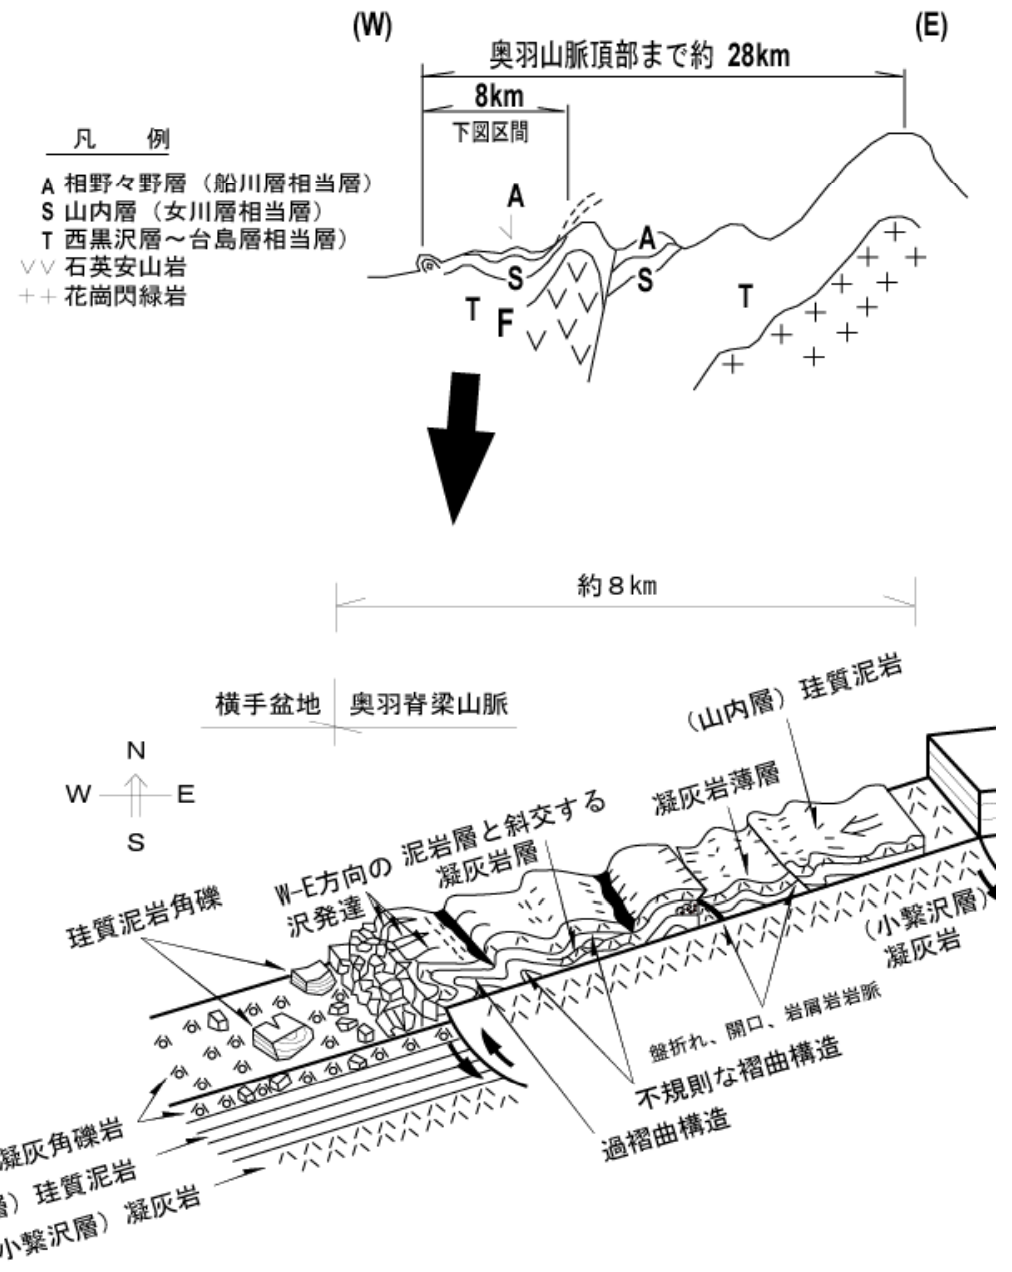 (W)
(E)
奥羽山脈頂部まで約 28km
8km
下図区間
凡 例
A 相野々野層（船川層相当層）
S 山内層（女川層相当層）
T 西黒沢層～台島層相当層）
∨∨ 石英安山岩
++ 花崗閃緑岩
A
A
S
S
T
F
T
約８km
横手盆地
奥羽脊梁山脈
（山内層）珪質泥岩
N
W E
S
凝灰岩薄層
泥岩層と斜交する
凝灰岩層
W-E方向の
沢発達
珪質泥岩角礫
（小繋沢層）
凝灰岩
盤折れ、開口、岩屑岩岩脈
不規則な褶曲構造
過褶曲構造
凝灰角礫岩
層）珪質泥岩
小繋沢層）凝灰岩